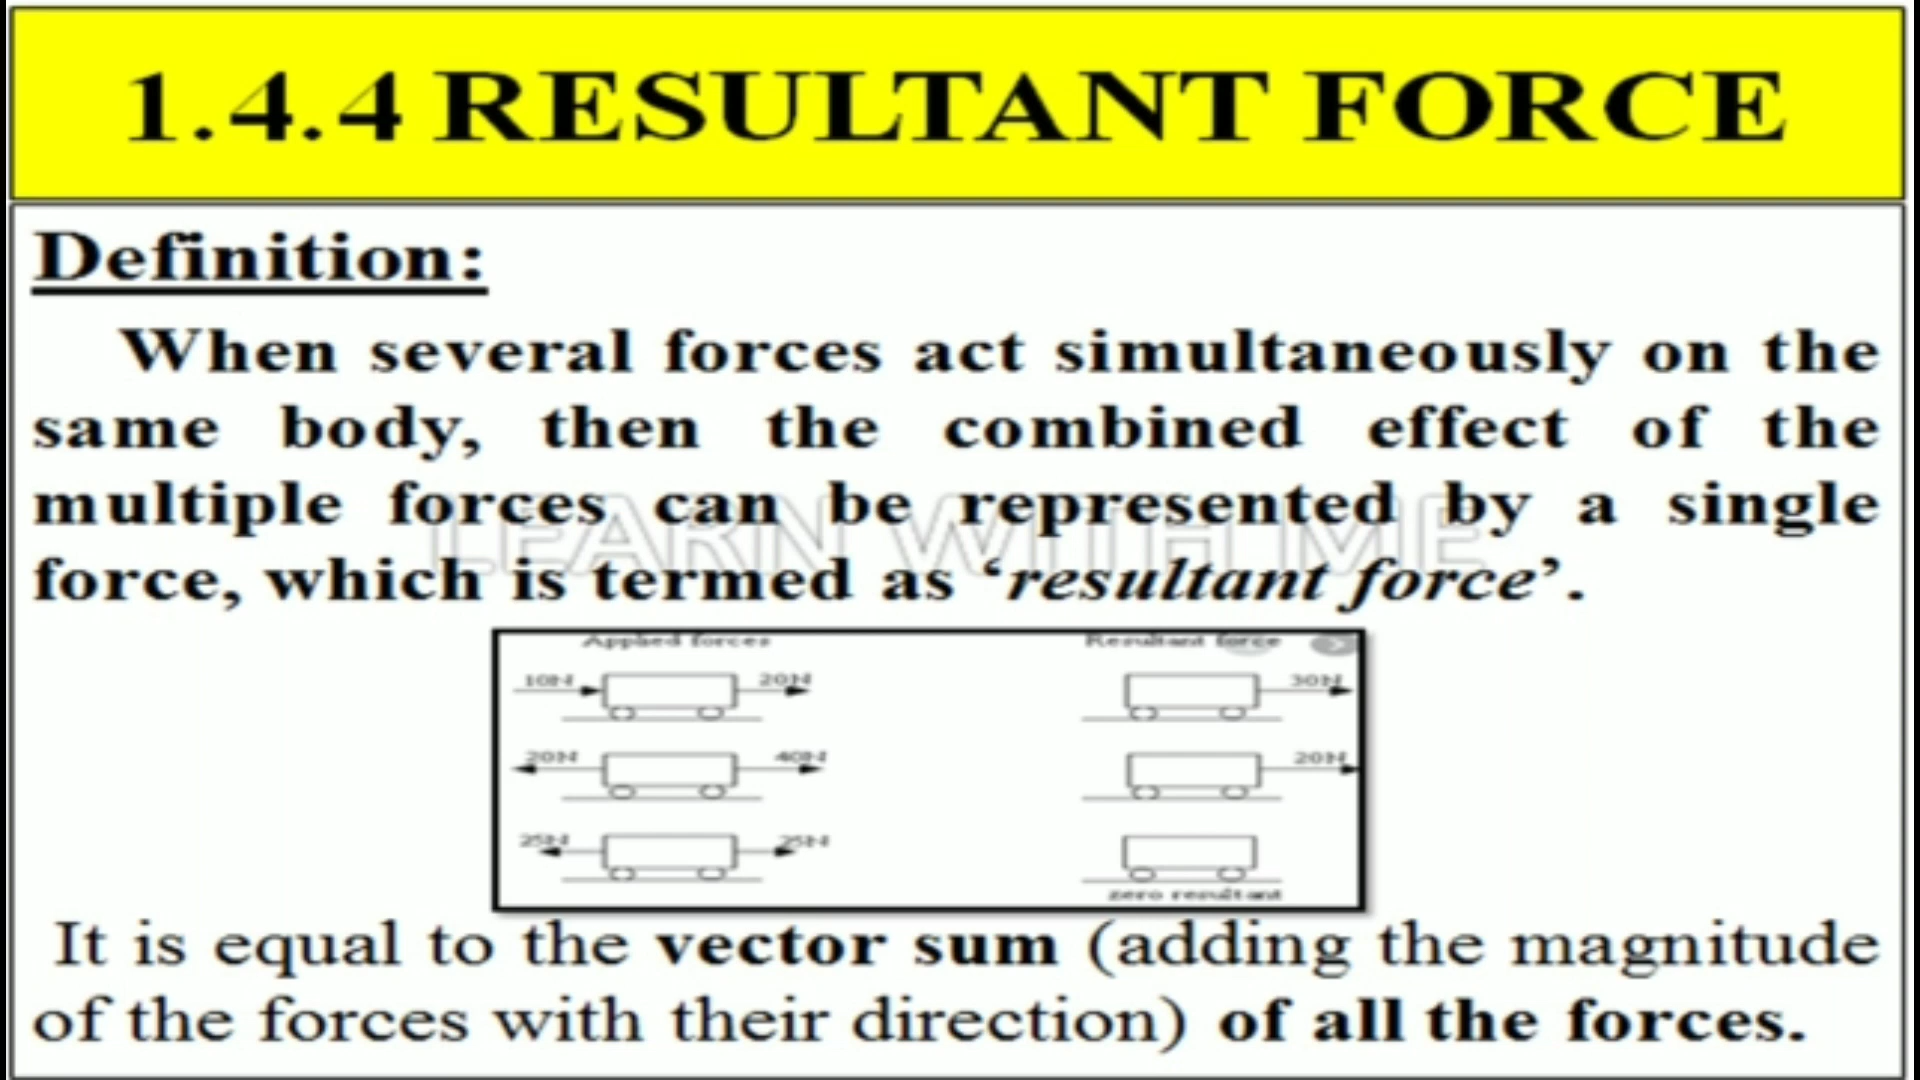 1.4.4 RESULTANT FORCE
Definition:
When several forces act simultaneously on the
same body, then the combined effect of the
multiple forces can be represented by a single
force, which is termed as ‘resultant force’.
LEARN WITH ME
Applied forces Resultant force
10N 20N 30N
20N 40N 20N
25N 25N
zero resultant
It is equal to the vector sum (adding the magnitude
of the forces with their direction) of all the forces.